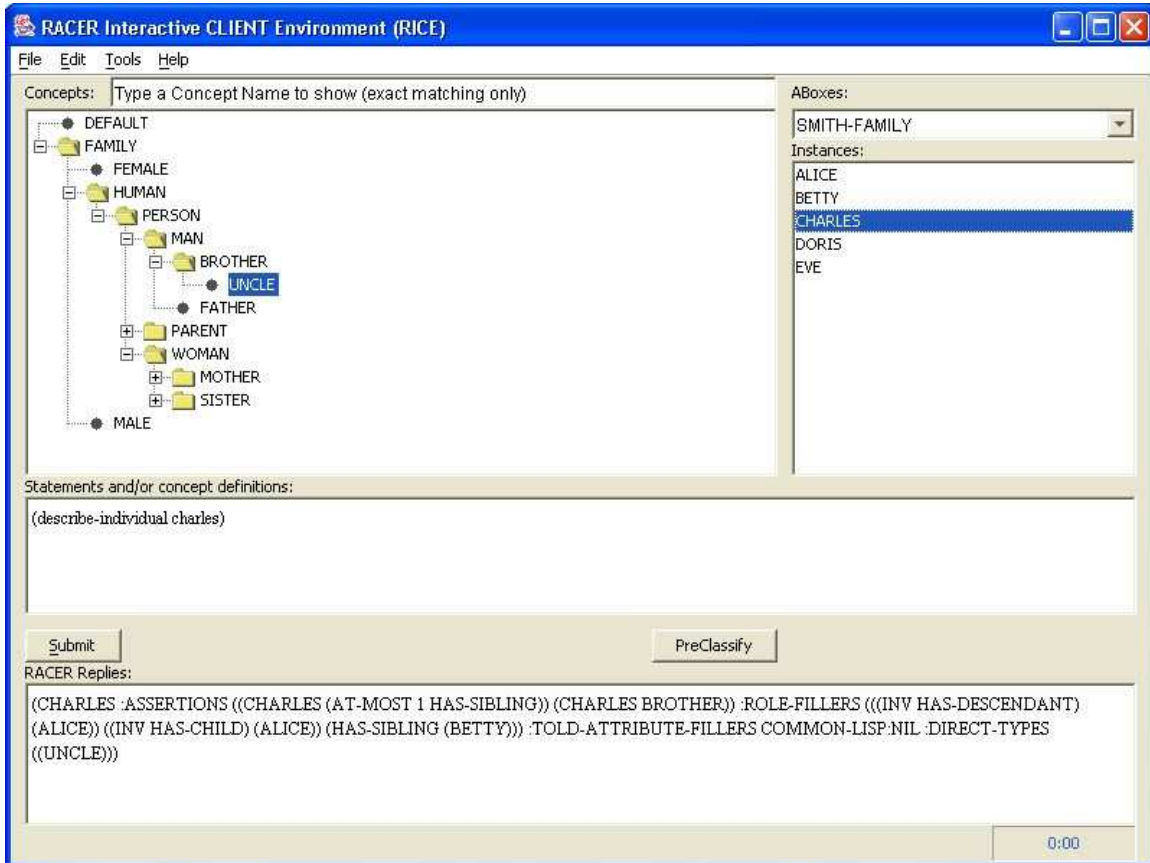 RACER Interactive CLIENT Environment (RICE)
File Edit Tools Help
Concepts: Type a Concept Name to show (exact matching only)
DEFAULT
FAMILY
FEMALE
HUMAN
PERSON
MAN
BROTHER
UNCLE
FATHER
PARENT
WOMAN
MOTHER
SISTER
MALE
ABoxes:
SMITH-FAMILY
Instances:
ALICE
BETTY
CHARLES
DORIS
EVE
Statements and/or concept definitions:
(describe-individual charles)
Submit PreClassify
RACER Replies:
(CHARLES :ASSERTIONS ((CHARLES (AT-MOST 1 HAS-SIBLING)) (CHARLES BROTHER)) :ROLE-FILLERS (((INV HAS-DESCENDANT)
(ALICE)) ((INV HAS-CHILD) (ALICE)) (HAS-SIBLING (BETTY))) :TOLD-ATTRIBUTE-FILLERS COMMON-LISP:NIL :DIRECT-TYPES
((UNCLE)))
0:00